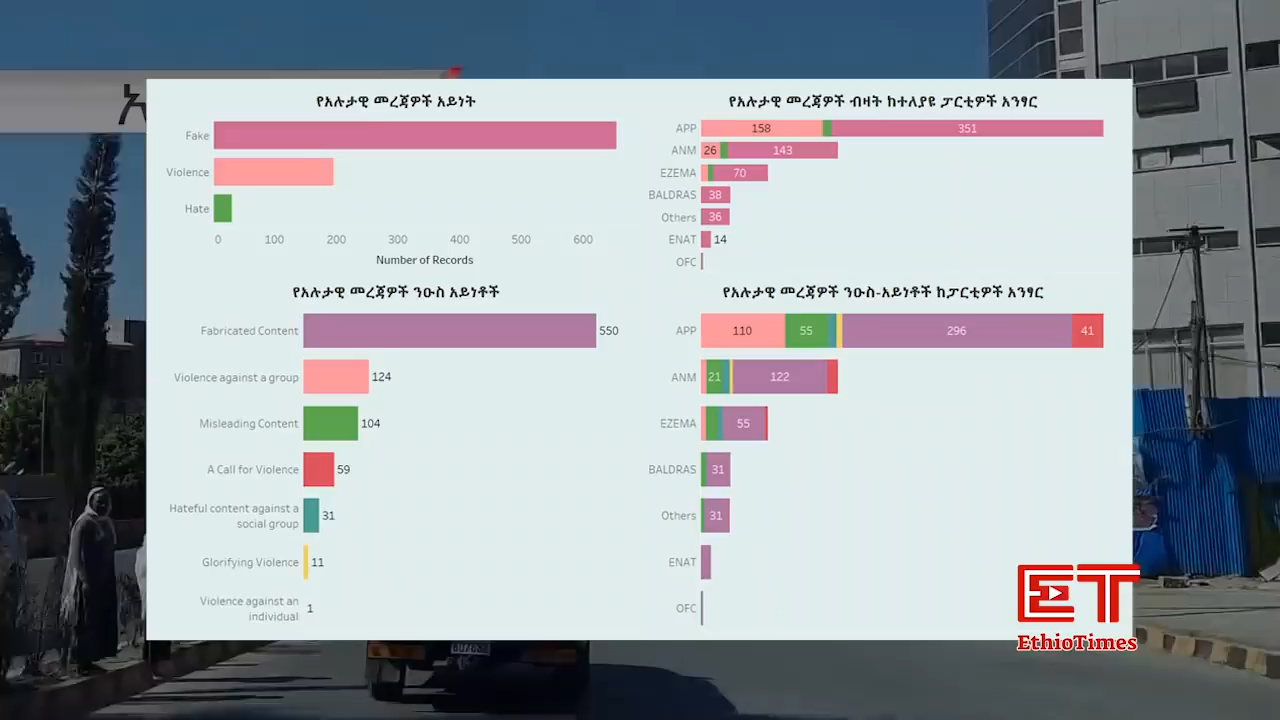 አ
የአሉታዊ መረጃዎች አይነት
Fake
Violence
Hate
0 100 200 300 400 500 600
Number of Records
የአሉታዊ መረጃዎች ብዛት ከተለያዩ ፓርቲዎች አንፃር
APP 158 351
ANM 26 143
EZEMA 70
BALDRAS 38
Others 36
ENAT 14
OFC
የአሉታዊ መረጃዎች ንዑስ አይነቶች
Fabricated Content 550
Violence against a group 124
Misleading Content 104
A Call for Violence 59
Hateful content against a
social group 31
Glorifying Violence 11
Violence against an
individual 1
የአሉታዊ መረጃዎች ንዑስ-አይነቶች ከፓርቲዎች አንፃር
APP 110 55 296 41
ANM 21 122
EZEMA 55
BALDRAS 31
Others 31
ENAT
OFC
ET
EthioTimes